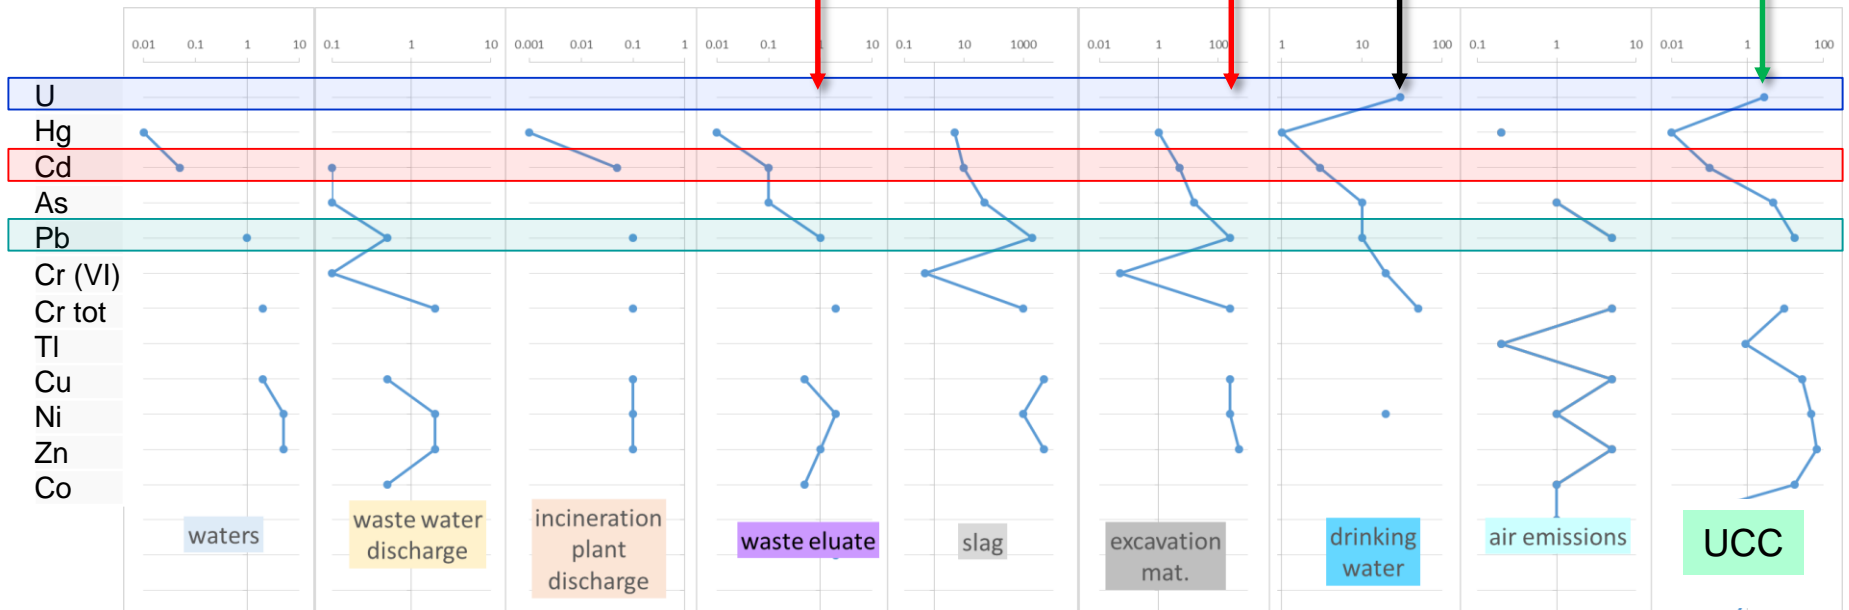 0.01 0.1 1 10
0.1 1 10
0.001 0.01 0.1 1
0.01 0.1 1 10
0.1 10 1000
0.01 1 100
1 10 100
0.1 1 10
0.01 1 100
U
Hg
Cd
As
Pb
Cr (VI)
Cr tot
Tl
Cu
Ni
Zn
Co
waters
waste water
discharge
incineration
plant
discharge
waste eluate
slag
excavation
mat.
drinking
water
air emissions
UCC